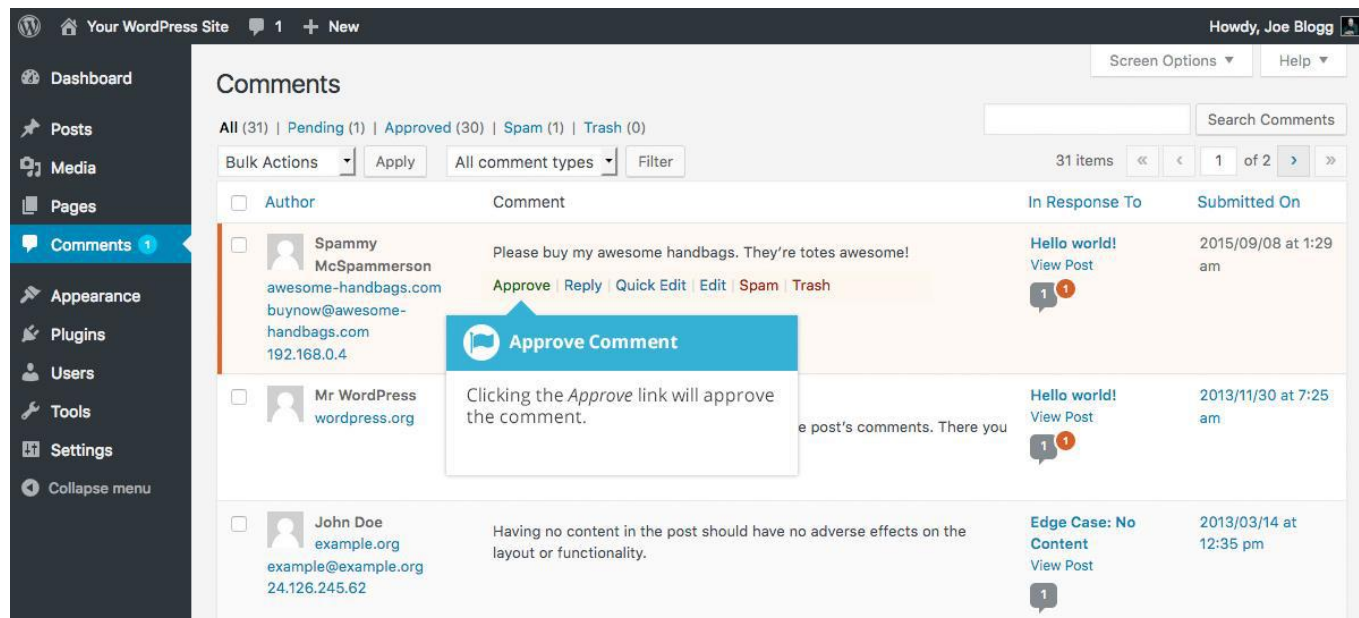 Your WordPress Site 1 + New Howdy, Joe Blogg
Screen Options ▼ Help ▼
Dashboard
Posts
Media
Pages
Comments 1
Appearance
Plugins
Users
Tools
Settings
Collapse menu
Comments
All (31) | Pending (1) | Approved (30) | Spam (1) | Trash (0)
Search Comments
Bulk Actions Apply All comment types Filter 31 items « ‹ 1 of 2 › »
Author Comment In Response To Submitted On
Spammy
McSpammerson
awesome-handbags.com
buynow@awesome-
handbags.com
192.168.0.4
Please buy my awesome handbags. They're totes awesome!
Approve | Reply | Quick Edit | Edit | Spam | Trash
Hello world!
View Post
1 1
2015/09/08 at 1:29
am
Approve Comment
Clicking the Approve link will approve
the comment.
Mr WordPress
wordpress.org
e post's comments. There you
Hello world!
View Post
1 1
2013/11/30 at 7:25
am
John Doe
example.org
example@example.org
24.126.245.62
Having no content in the post should have no adverse effects on the
layout or functionality.
Edge Case: No
Content
View Post
1
2013/03/14 at
12:35 pm